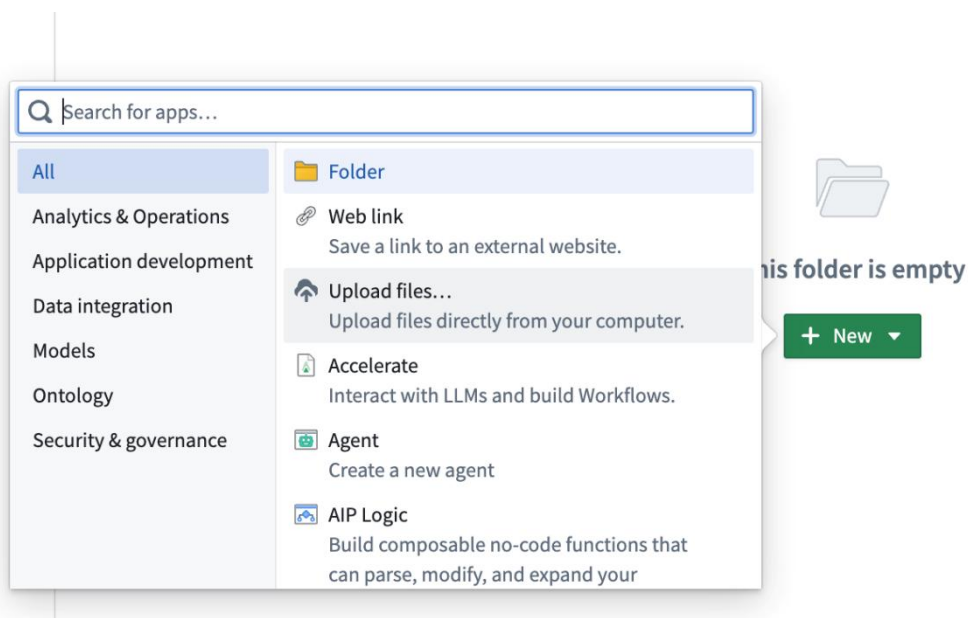 Search for apps...
All
Analytics & Operations
Application development
Data integration
Models
Ontology
Security & governance
Folder
Web link
Save a link to an external website.
Upload files...
Upload files directly from your computer.
Accelerate
Interact with LLMs and build Workflows.
Agent
Create a new agent
AIP Logic
Build composable no-code functions that
can parse, modify, and expand your
his folder is empty
+ New